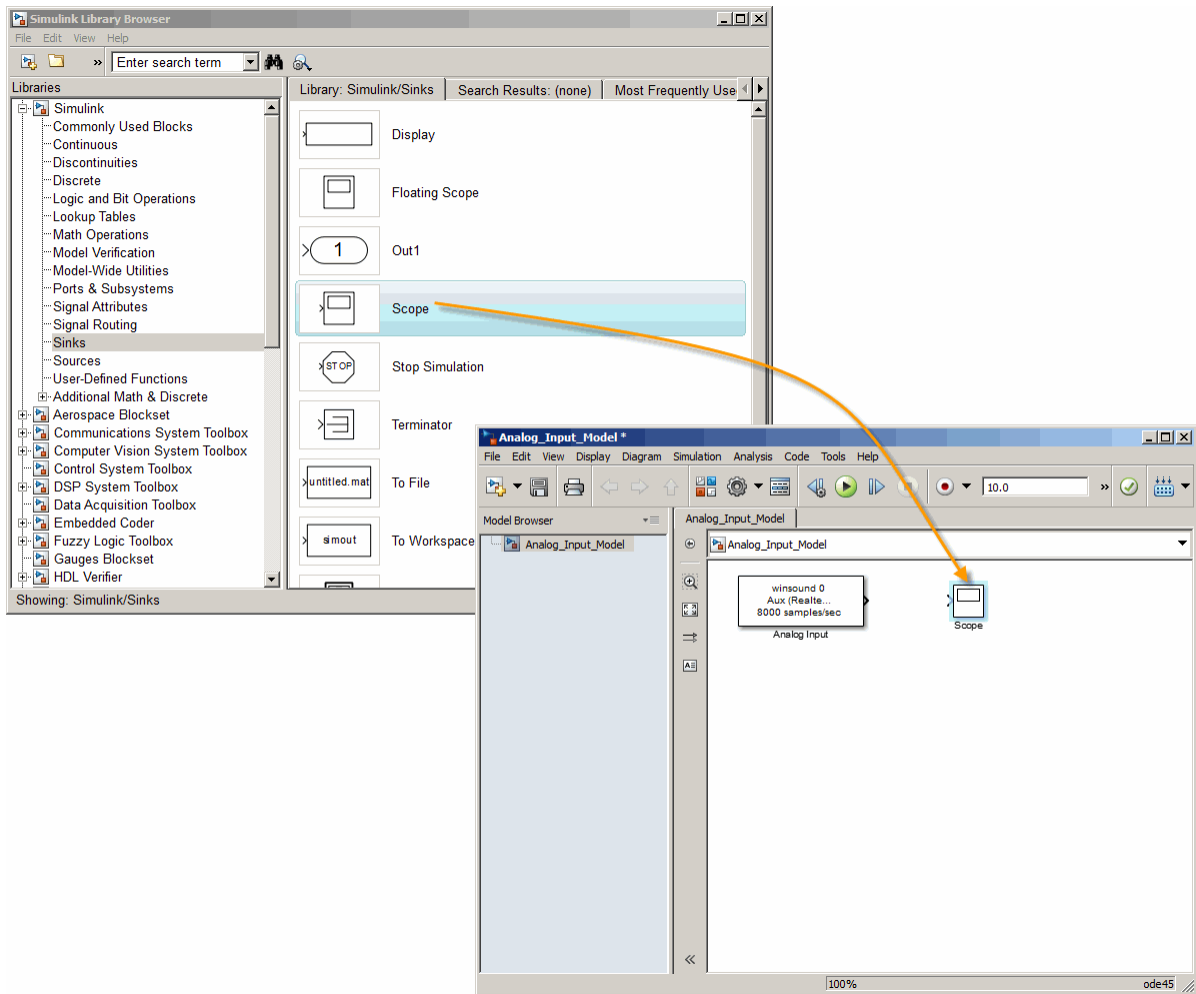 Simulink Library Browser
File Edit View Help
» Enter search term
Libraries
Simulink
Commonly Used Blocks
Continuous
Discontinuities
Discrete
Logic and Bit Operations
Lookup Tables
Math Operations
Model Verification
Model-Wide Utilities
Ports & Subsystems
Signal Attributes
Signal Routing
Sinks
Sources
User-Defined Functions
Additional Math & Discrete
Aerospace Blockset
Communications System Toolbox
Computer Vision System Toolbox
Control System Toolbox
DSP System Toolbox
Data Acquisition Toolbox
Embedded Coder
Fuzzy Logic Toolbox
Gauges Blockset
HDL Verifier
Showing: Simulink/Sinks
Library: Simulink/Sinks Search Results: (none) Most Frequently Use
Display
Floating Scope
1 Out1
Scope
STOP Stop Simulation
Terminator
untitled.mat To File
simout To Workspace
Analog_Input_Model *
File Edit View Display Diagram Simulation Analysis Code Tools Help
10.0 »
Model Browser
Analog_Input_Model
Analog_Input_Model
Analog_Input_Model
winsound 0
Aux (Realte...
8000 samples/sec
Analog Input
Scope
100% ode45